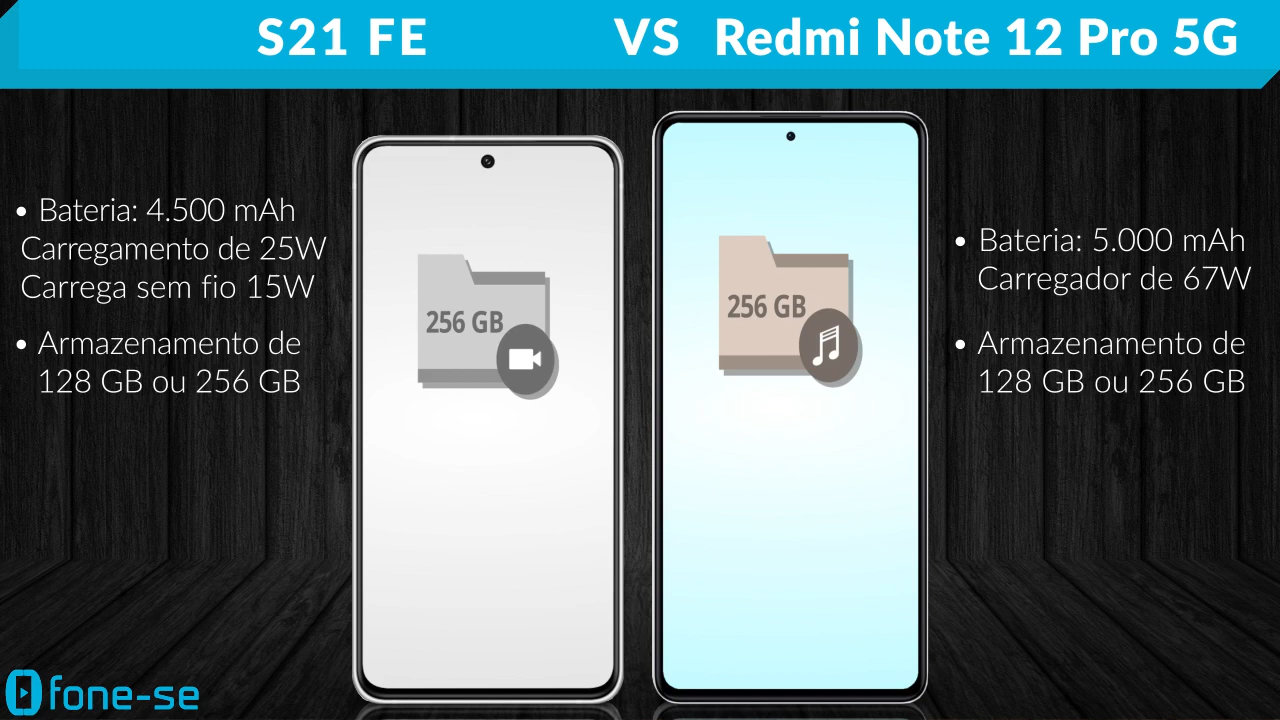 S21 FE VS Redmi Note 12 Pro 5G
• Bateria: 4.500 mAh
Carregamento de 25W
Carrega sem fio 15W
• Armazenamento de
128 GB ou 256 GB
256 GB
256 GB
• Bateria: 5.000 mAh
Carregador de 67W
• Armazenamento de
128 GB ou 256 GB
fone-se